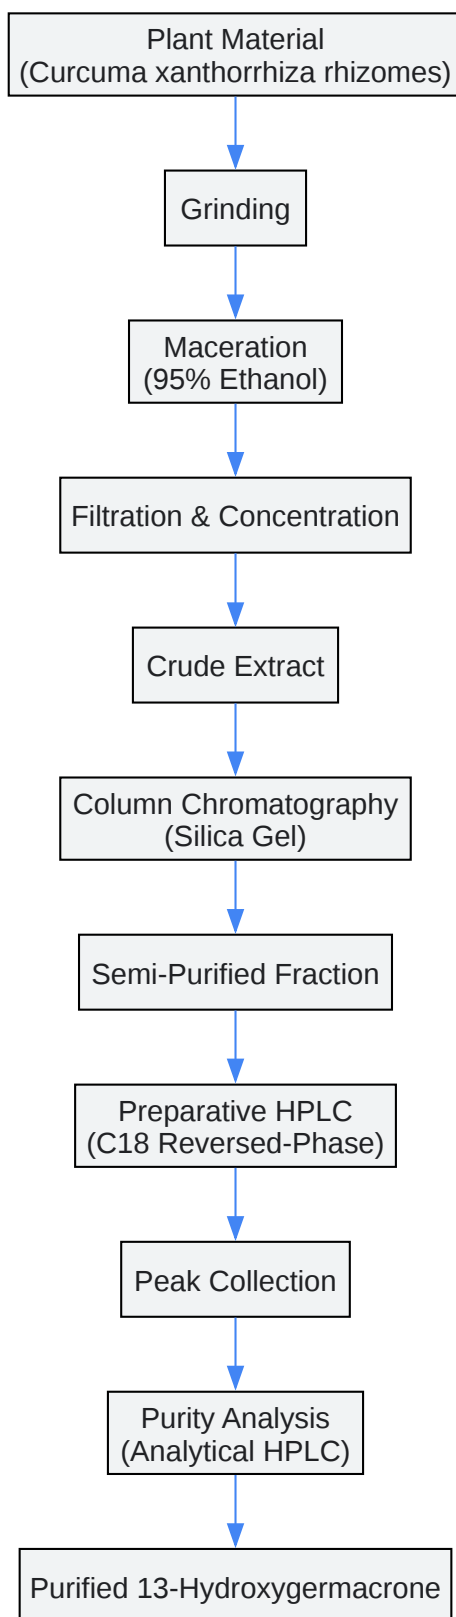 Plant Material
(Curcuma xanthorrhiza rhizomes)
Grinding
Maceration
(95% Ethanol)
Filtration & Concentration
Crude Extract
Column Chromatography
(Silica Gel)
Semi-Purified Fraction
Preparative HPLC
(C18 Reversed-Phase)
Peak Collection
Purity Analysis
(Analytical HPLC)
Purified 13-Hydroxygermacrone